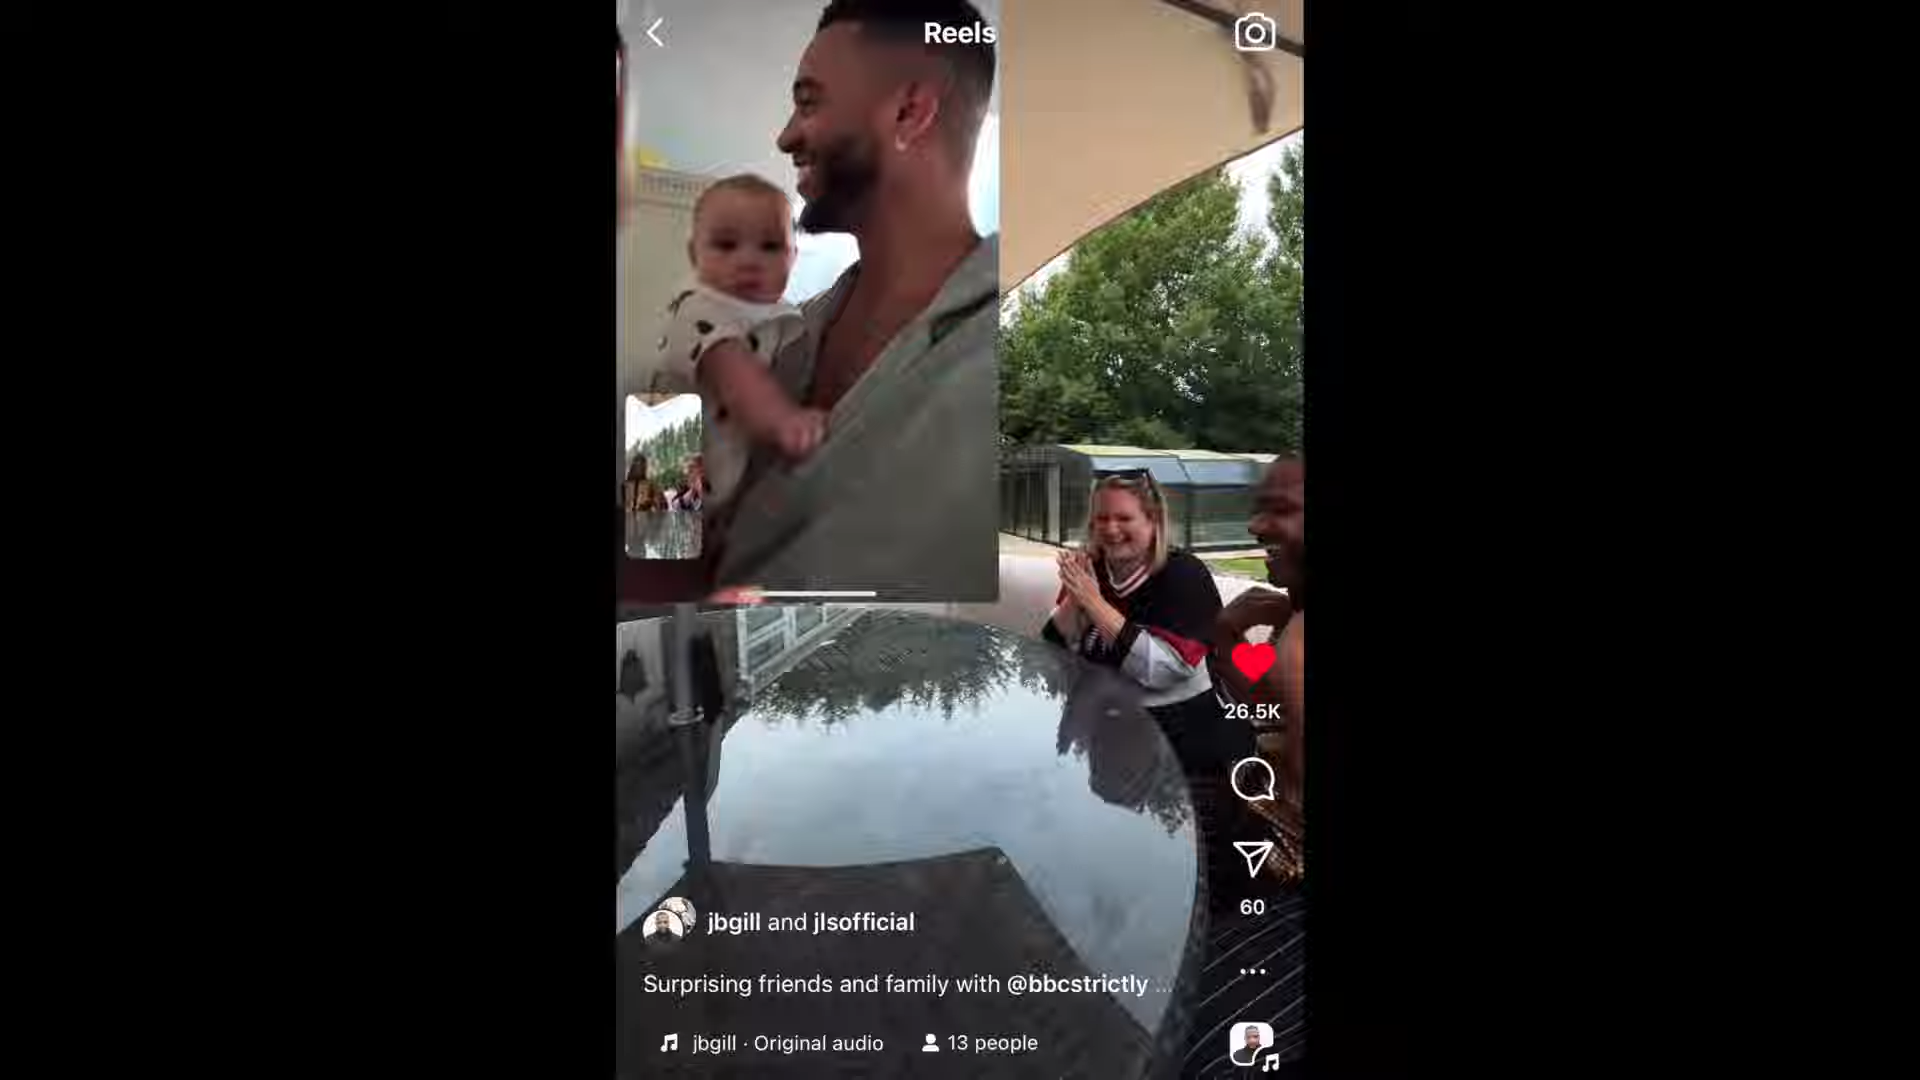 Reels
26.5K
60
jbgill and jlsofficial
Surprising friends and family with @bbcstrictly ...
jbgill · Original audio
13 people